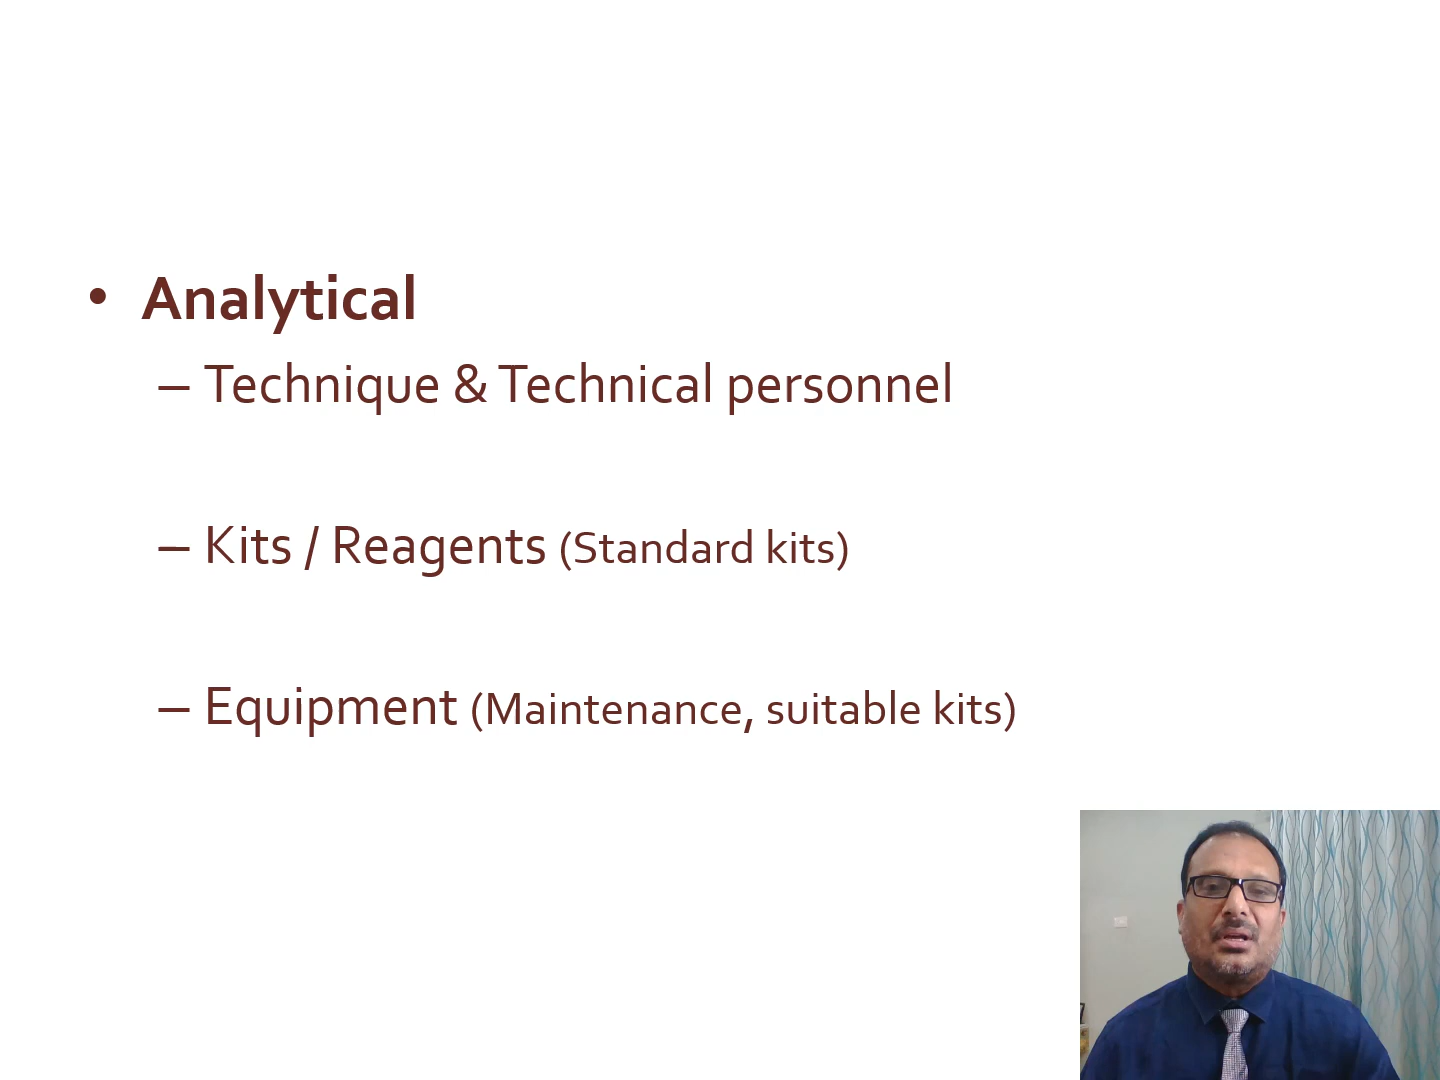 • Analytical
– Technique & Technical personnel
– Kits / Reagents (Standard kits)
– Equipment (Maintenance, suitable kits)